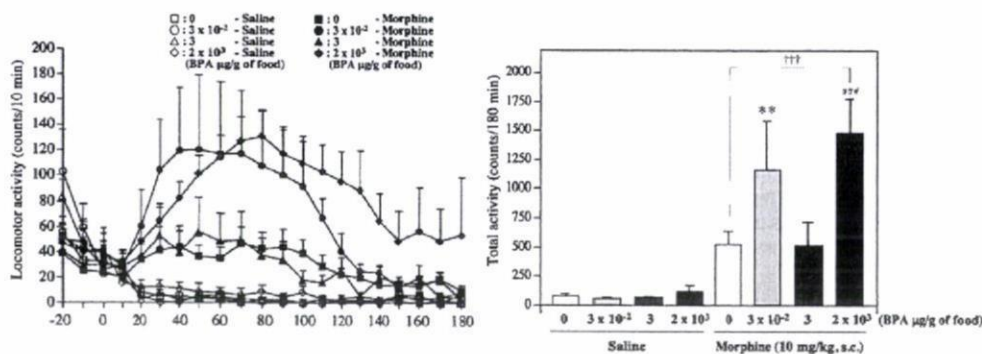 □ : 0 - Saline ■ : 0 - Morphine
○ : 3 x 10⁻² - Saline ● : 3 x 10⁻² - Morphine
△ : 3 - Saline ▲ : 3 - Morphine
◇ : 2 x 10³ - Saline ◆ : 2 x 10³ - Morphine
(BPA µg/g of food) (BPA µg/g of food)
Locomotor activity (counts/10 min)
200
180
160
140
120
100
80
60
40
20
0
-20 0 20 40 60 80 100 120 140 160 180
Total activity (counts/180 min)
2000
1750
1500
1250
1000
750
500
250
0
†††
**
0 3 x 10⁻² 3 2 x 10³ 0 3 x 10⁻² 3 2 x 10³ (BPA µg/g of food)
Saline Morphine (10 mg/kg, s.c.)